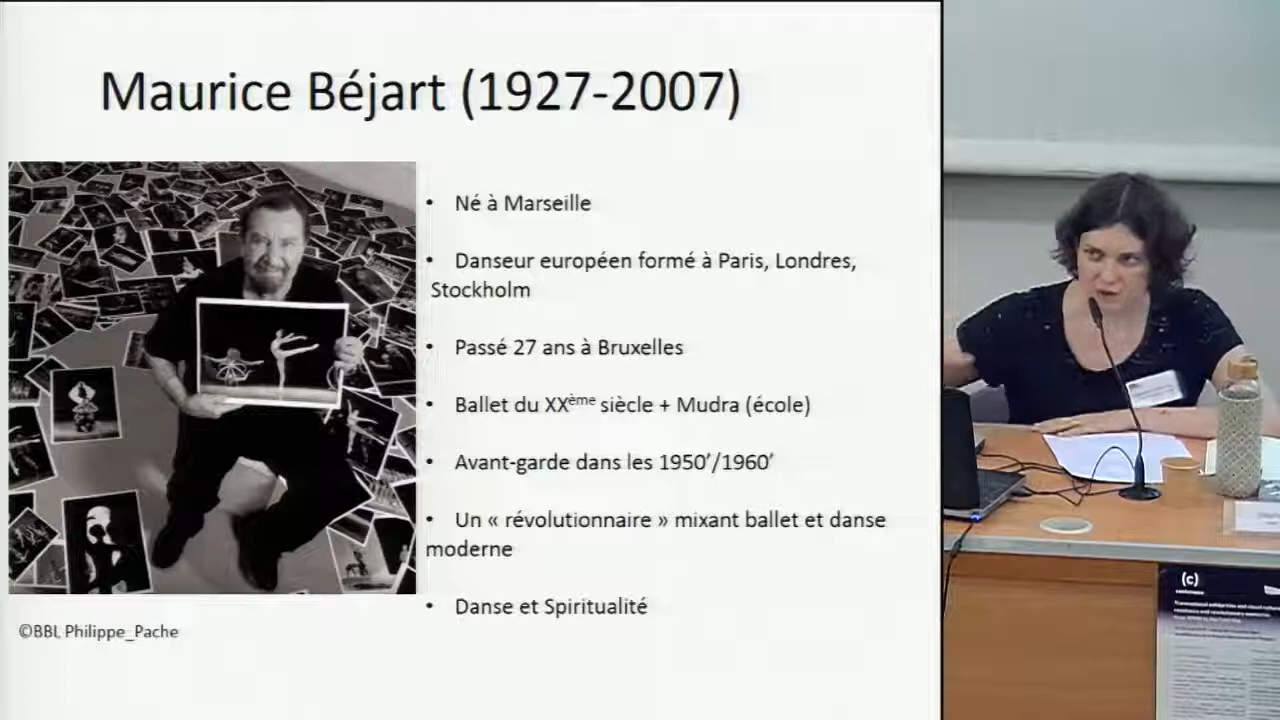 Maurice Béjart (1927-2007)
• Né à Marseille
• Danseur européen formé à Paris, Londres,
Stockholm
• Passé 27 ans à Bruxelles
• Ballet du XXème siècle + Mudra (école)
• Avant-garde dans les 1950’/1960’
• Un « révolutionnaire » mixant ballet et danse
moderne
• Danse et Spiritualité
©BBL Philippe_Pache
(c)
conference